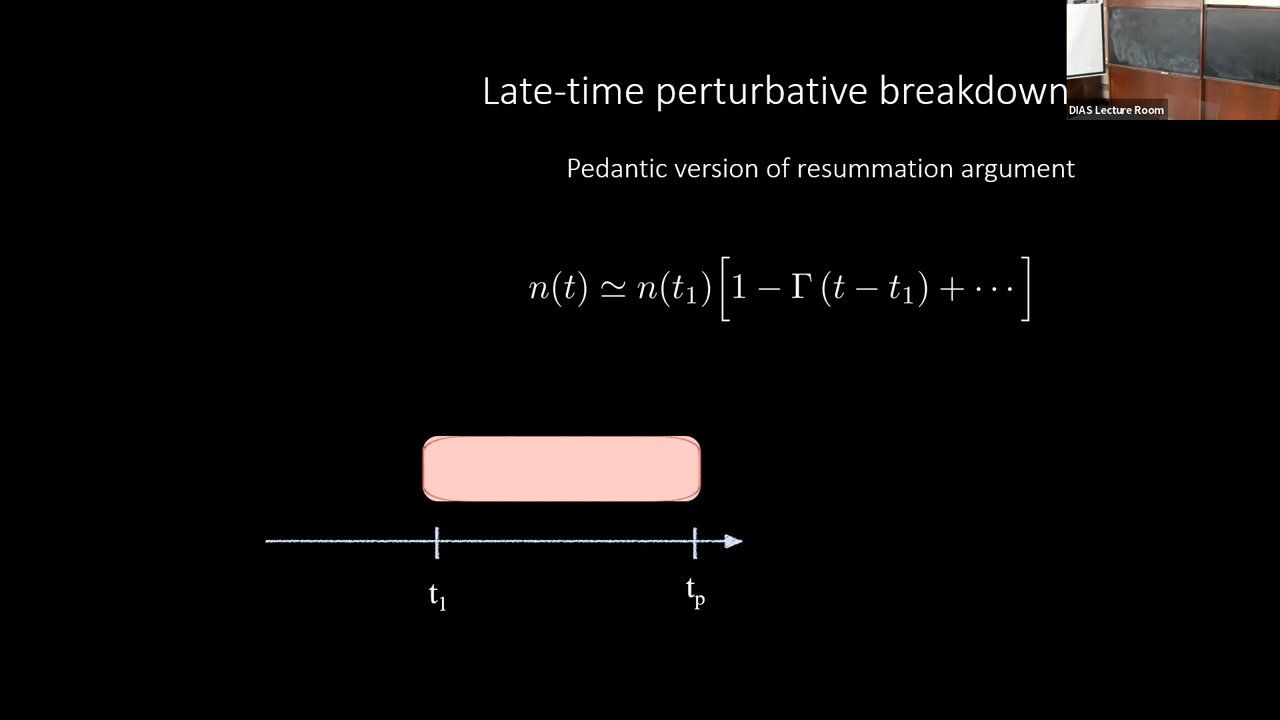 Late-time perturbative breakdown
DIAS Lecture Room
Pedantic version of resummation argument
n(t) ≃ n(t₁)[1 − Γ (t − t₁) + ⋯]
t₁
tₚ